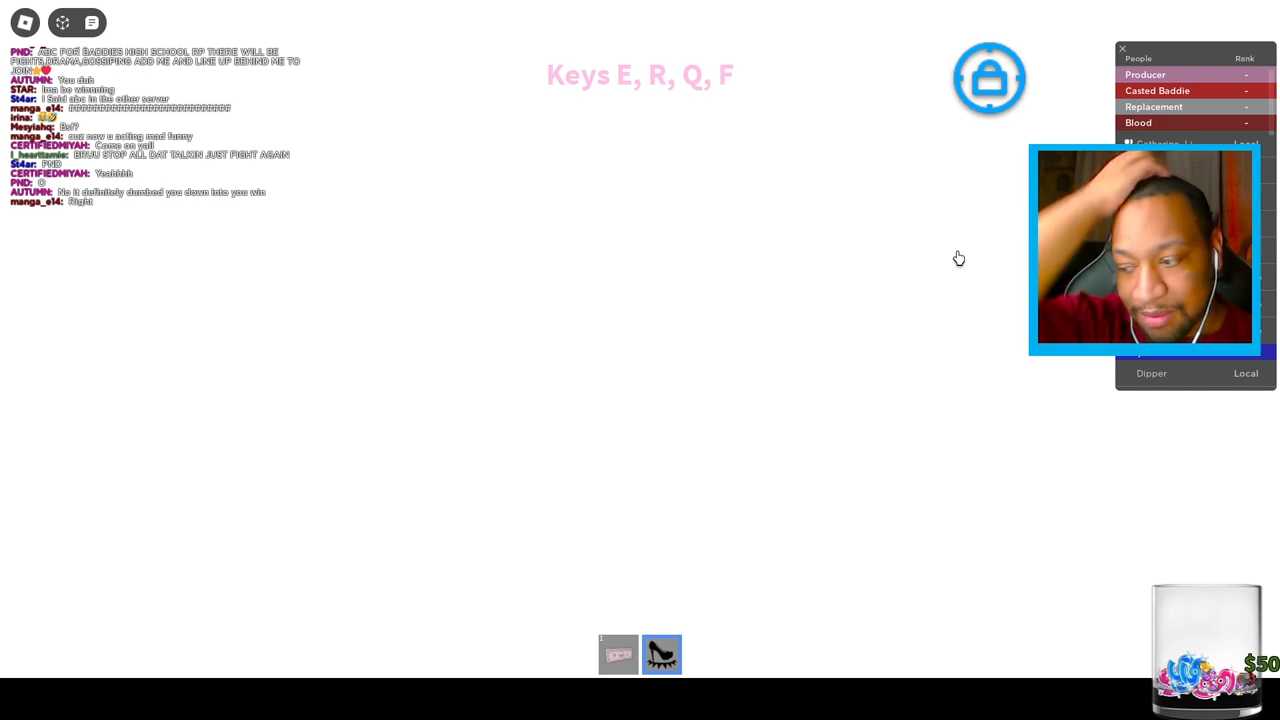 PND: ABC FOR BADDIES HIGH SCHOOL RP THERE WILL BE
FIGHTS,DRAMA,GOSSIPING ADD ME AND LINE UP BEHIND ME TO
JOIN⭐❤️
AUTUMN: You duh
STAR: Ima be winnning
St4ar: I Said abc in the other server
manga_e14: ###########################
irina: 😂🤣
Mesyiahq: Bsf?
manga_e14: cuz now u acting mad funny
CERTIFIEDMIYAH: Come on yall
BRUU STOP ALL DAT TALKIN JUST FIGHT AGAIN
St4ar: PND
CERTIFIEDMIYAH: Yeahhhh
PND: O
AUTUMN: No it definitely dumbed you down into you win
manga_e14: Right
Keys E, R, Q, F
People Rank
Producer -
Casted Baddie -
Replacement -
Blood -
Dipper Local
1
$50